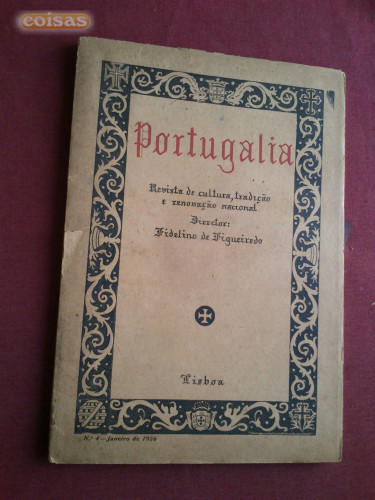 coisas
Portugalia
Revista de cultura, tradição
e renovação nacional
Director:
Fidelino de Figueiredo
Lisboa
N.º 4—Janeiro de 1926